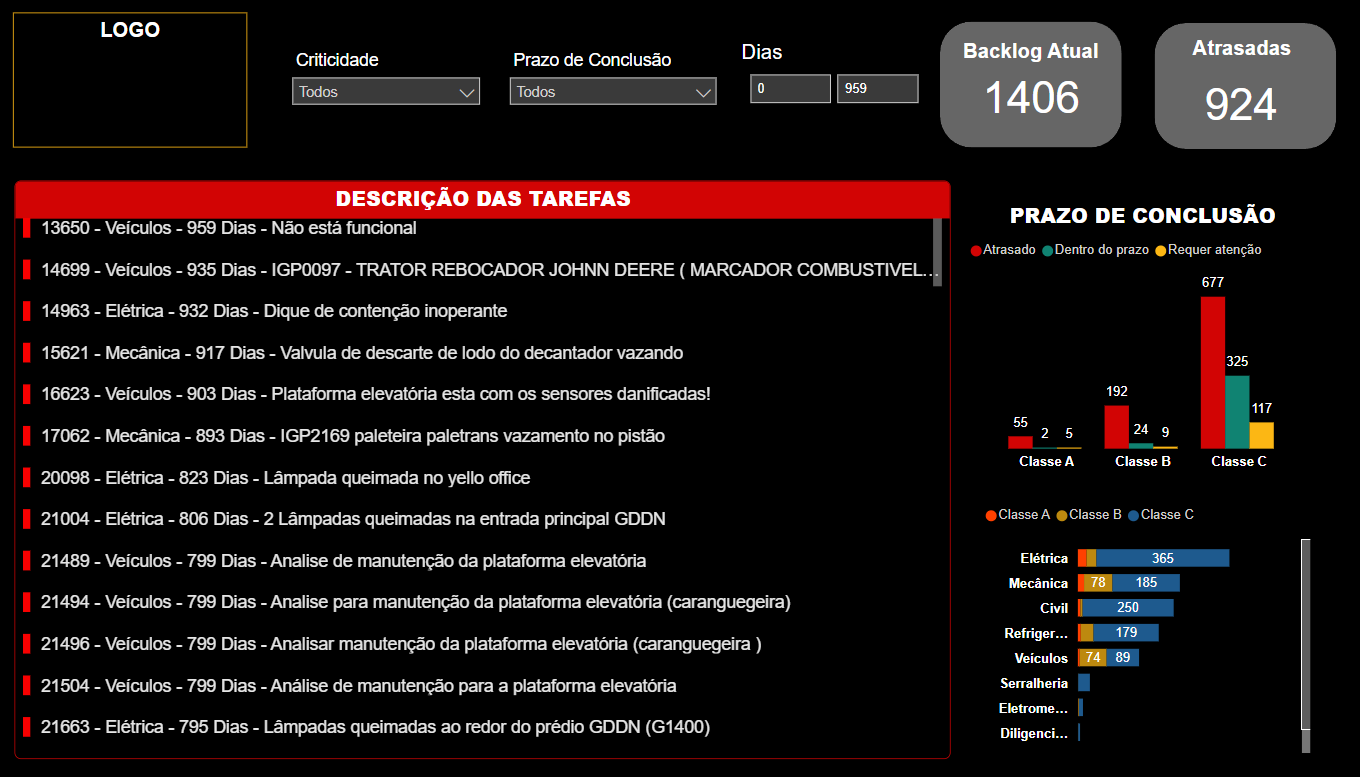 LOGO
Criticidade
Todos
Prazo de Conclusão
Todos
Dias
0
959
Backlog Atual
1406
Atrasadas
924
DESCRIÇÃO DAS TAREFAS
13650 - Veículos - 959 Dias - Não está funcional
14699 - Veículos - 935 Dias - IGP0097 - TRATOR REBOCADOR JOHNN DEERE ( MARCADOR COMBUSTIVEL…
14963 - Elétrica - 932 Dias - Dique de contenção inoperante
15621 - Mecânica - 917 Dias - Valvula de descarte de lodo do decantador vazando
16623 - Veículos - 903 Dias - Plataforma elevatória esta com os sensores danificadas!
17062 - Mecânica - 893 Dias - IGP2169 paleteira paletrans vazamento no pistão
20098 - Elétrica - 823 Dias - Lâmpada queimada no yello office
21004 - Elétrica - 806 Dias - 2 Lâmpadas queimadas na entrada principal GDDN
21489 - Veículos - 799 Dias - Analise de manutenção da plataforma elevatória
21494 - Veículos - 799 Dias - Analise para manutenção da plataforma elevatória (caranguegeira)
21496 - Veículos - 799 Dias - Analisar manutenção da plataforma elevatória (caranguegeira )
21504 - Veículos - 799 Dias - Análise de manutenção para a plataforma elevatória
21663 - Elétrica - 795 Dias - Lâmpadas queimadas ao redor do prédio GDDN (G1400)
PRAZO DE CONCLUSÃO
Atrasado Dentro do prazo Requer atenção
677
325
117
192
24
9
55
2
5
Classe A Classe B Classe C
Classe A Classe B Classe C
Elétrica 365
Mecânica 78 185
Civil 250
Refriger… 179
Veículos 74 89
Serralheria
Eletrome…
Diligenci…